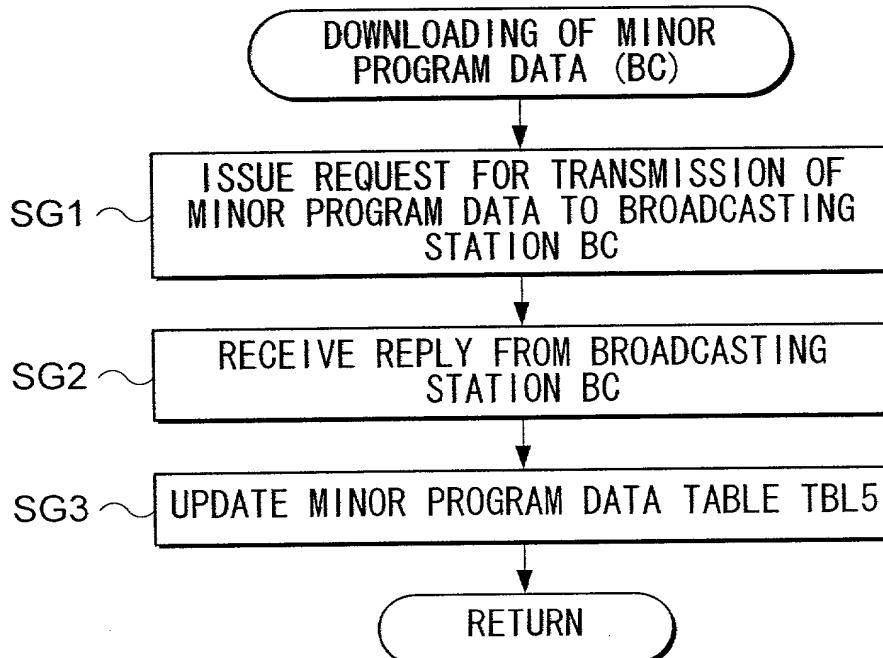 DOWNLOADING OF MINOR
PROGRAM DATA (BC)
SG1
ISSUE REQUEST FOR TRANSMISSION OF
MINOR PROGRAM DATA TO BROADCASTING
STATION BC
SG2
RECEIVE REPLY FROM BROADCASTING
STATION BC
SG3
UPDATE MINOR PROGRAM DATA TABLE TBL5
RETURN